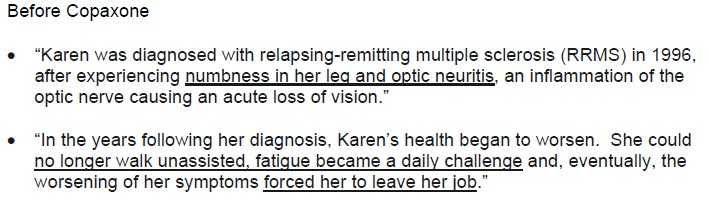 Before Copaxone
• “Karen was diagnosed with relapsing-remitting multiple sclerosis (RRMS) in 1996,
after experiencing numbness in her leg and optic neuritis, an inflammation of the
optic nerve causing an acute loss of vision.”
• “In the years following her diagnosis, Karen’s health began to worsen.  She could
no longer walk unassisted, fatigue became a daily challenge and, eventually, the
worsening of her symptoms forced her to leave her job.”